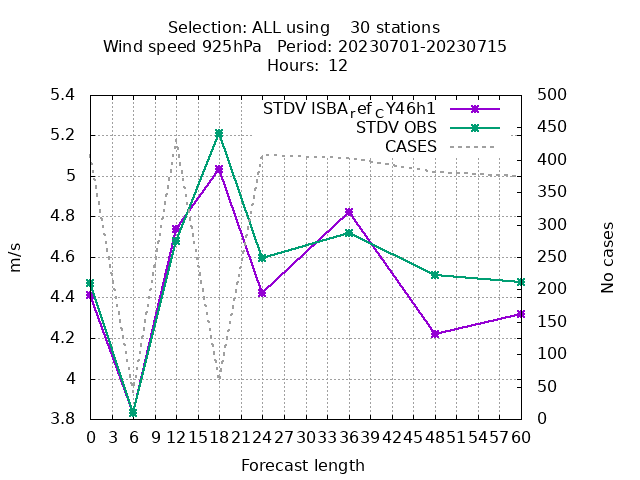 Selection: ALL using    30 stations
Wind speed 925hPa   Period: 20230701-20230715
Hours:  12
STDV ISBA_ref_CY46h1
STDV OBS
CASES
5.4
5.2
5
4.8
4.6
4.4
4.2
4
3.8
m/s
500
450
400
350
300
250
200
150
100
50
0
No cases
0 3 6 9 12 15 18 21 24 27 30 33 36 39 42 45 48 51 54 57 60
Forecast length